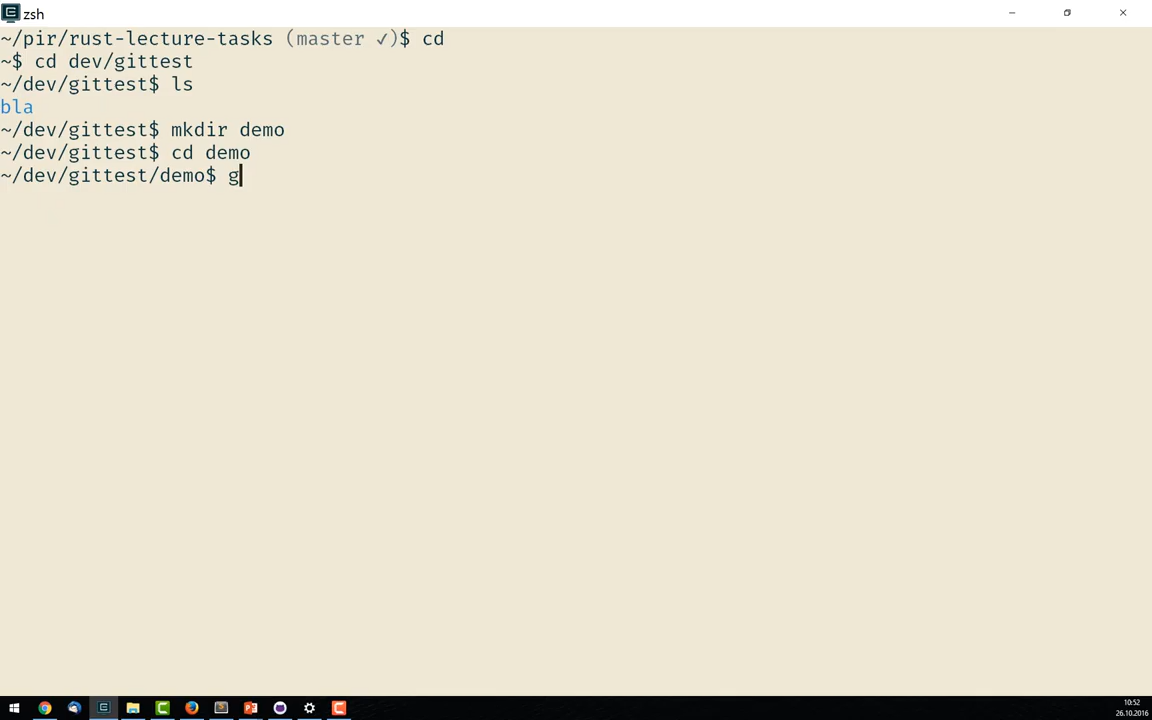 zsh
~/pir/rust-lecture-tasks (master ✓)$ cd
~$ cd dev/gittest
~/dev/gittest$ ls
bla
~/dev/gittest$ mkdir demo
~/dev/gittest$ cd demo
~/dev/gittest/demo$ g
10:52
26.10.2016